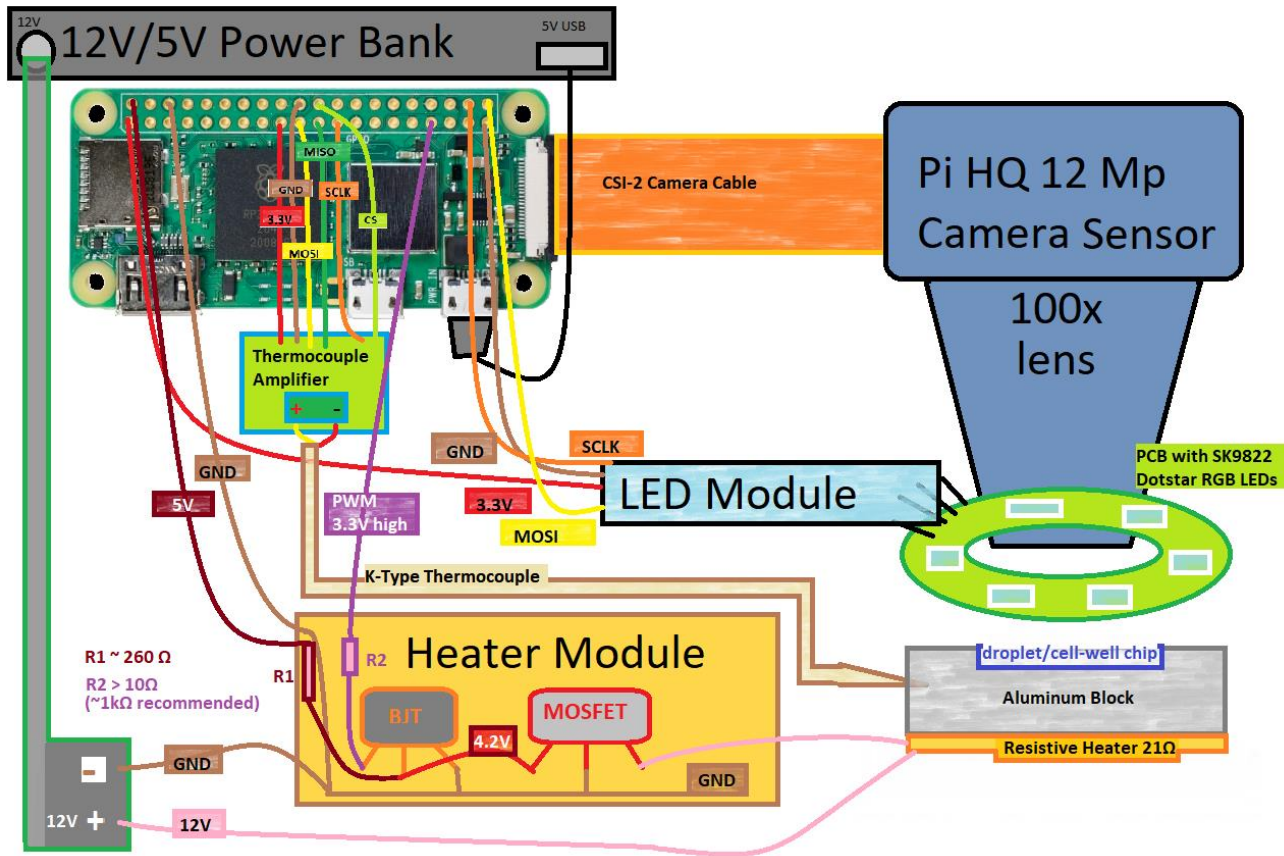 12V
12V/5V Power Bank
5V USB
GPIO
MISO
GND
SCLK
3.3V
CS
MOSI
PWR IN
CSI-2 Camera Cable
Pi HQ 12 Mp
Camera Sensor
100x
lens
Thermocouple
Amplifier
+ -
GND
SCLK
5V
GND
PWM
3.3V high
3.3V
MOSI
LED Module
PCB with SK9822
Dotstar RGB LEDs
K-Type Thermocouple
Heater Module
R1 ~ 260 Ω
R2 > 10Ω
(~1kΩ recommended)
R1
R2
BJT
MOSFET
4.2V
GND
droplet/cell-well chip
Aluminum Block
Resistive Heater 21Ω
-
GND
12V +
12V